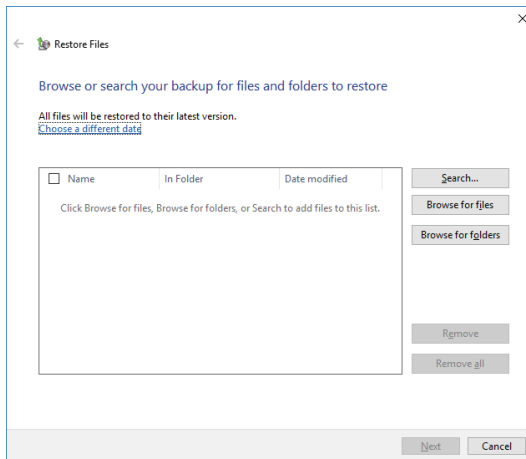 Restore Files
Browse or search your backup for files and folders to restore
All files will be restored to their latest version.
Choose a different date
Name In Folder Date modified
Click Browse for files, Browse for folders, or Search to add files to this list.
Search...
Browse for files
Browse for folders
Remove
Remove all
Next Cancel